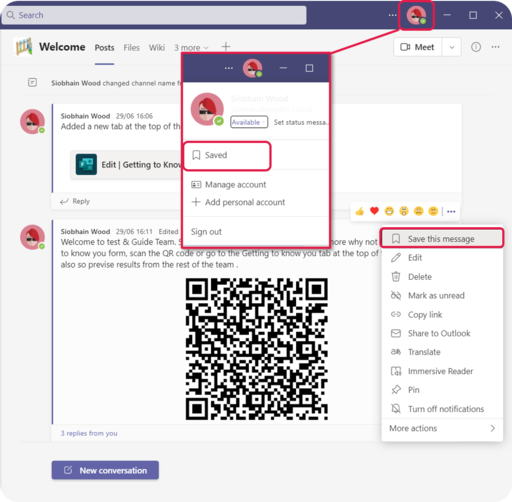 Search
Welcome Posts Files Wiki 3 more
Meet
Siobhain Wood changed channel name fr
Siobhain Wood
Available
Set status messa...
Saved
Manage account
Add personal account
Sign out
Siobhain Wood 29/06 16:06
Added a new tab at the top of th
Edit | Getting to Know
Reply
Siobhain Wood 29/06 16:11 Edited
Welcome to test & Guide Team. S
ore why not
to know you form, scan the QR code or go to the Getting to know you tab at the top of
also so previse results from the rest of the team .
3 replies from you
New conversation
Save this message
Edit
Delete
Mark as unread
Copy link
Share to Outlook
Translate
Immersive Reader
Pin
Turn off notifications
More actions